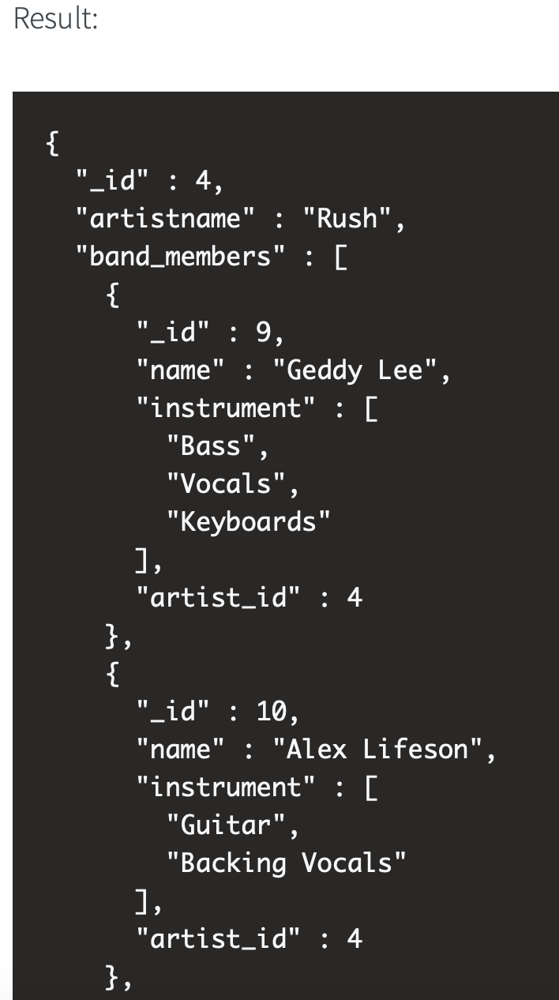 Result:
{
"_id" : 4,
"artistname" : "Rush",
"band_members" : [
{
"_id" : 9,
"name" : "Geddy Lee",
"instrument" : [
"Bass",
"Vocals",
"Keyboards"
],
"artist_id" : 4
},
{
"_id" : 10,
"name" : "Alex Lifeson",
"instrument" : [
"Guitar",
"Backing Vocals"
],
"artist_id" : 4
},